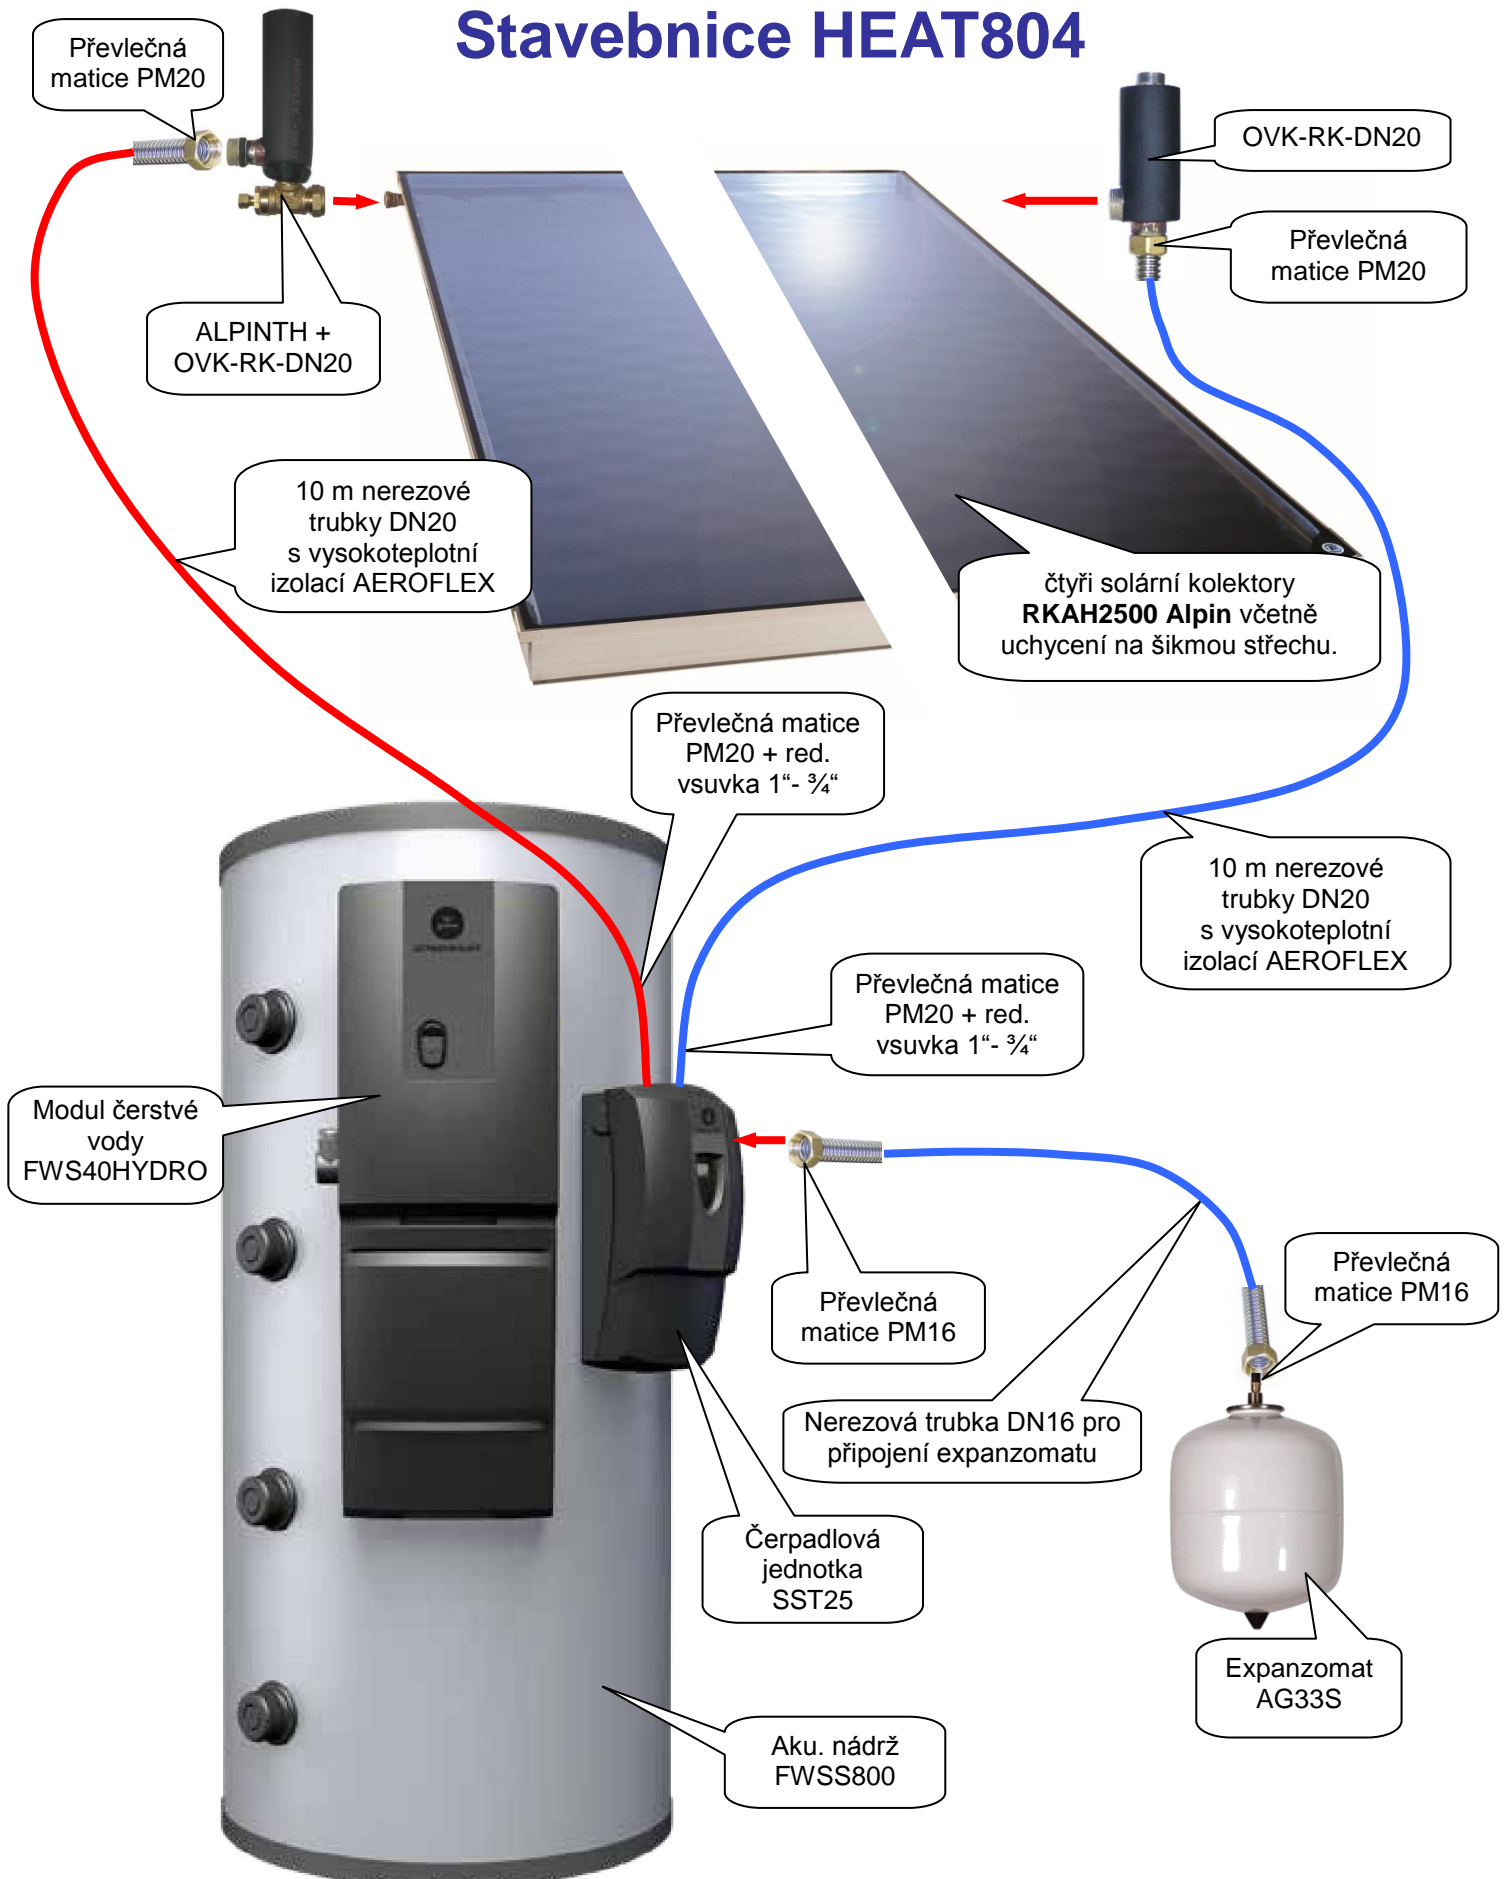 Stavebnice HEAT804
Převlečná
matice PM20
OVK-RK-DN20
Převlečná
matice PM20
ALPINTH +
OVK-RK-DN20
10 m nerezové
trubky DN20
s vysokoteplotní
izolací AEROFLEX
čtyři solární kolektory
RKAH2500 Alpin včetně
uchycení na šikmou střechu.
Převlečná matice
PM20 + red.
vsuvka 1“- ¾“
10 m nerezové
trubky DN20
s vysokoteplotní
izolací AEROFLEX
Převlečná matice
PM20 + red.
vsuvka 1“- ¾“
Modul čerstvé
vody
FWS40HYDRO
Převlečná
matice PM16
Převlečná
matice PM16
Nerezová trubka DN16 pro
připojení expanzomatu
Čerpadlová
jednotka
SST25
Expanzomat
AG33S
Aku. nádrž
FWSS800